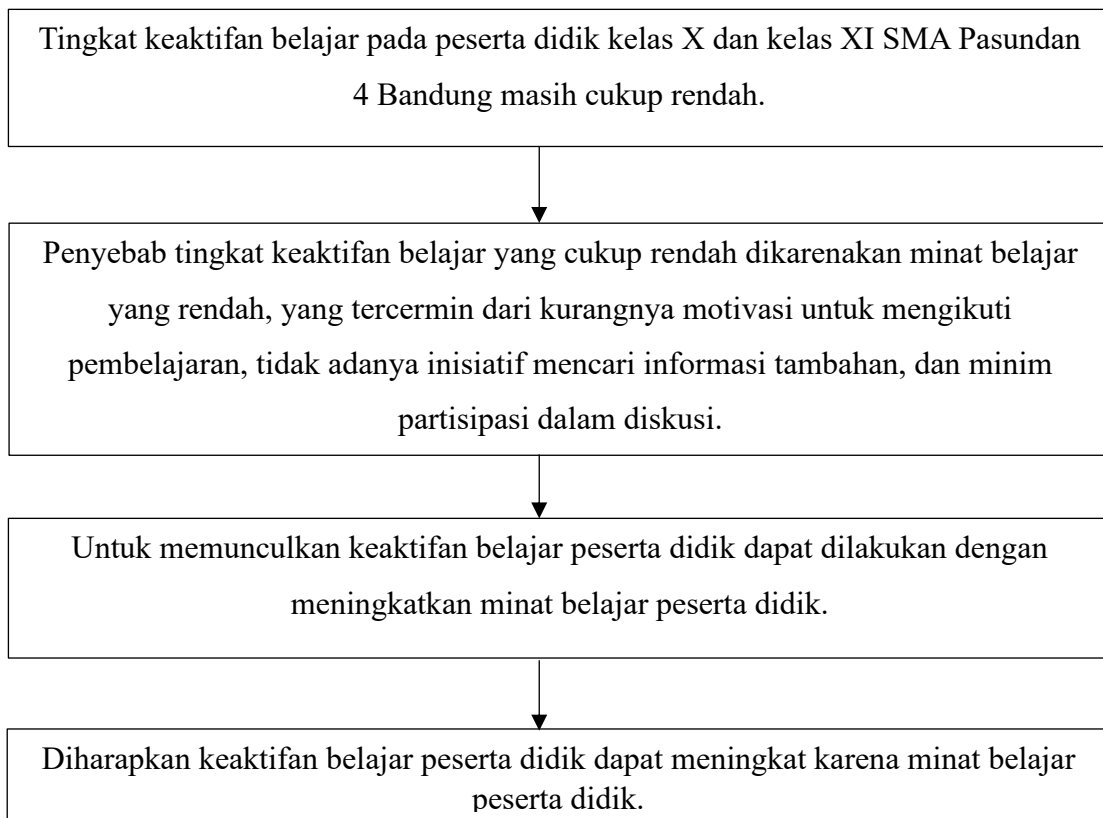 Tingkat keaktifan belajar pada peserta didik kelas X dan kelas XI SMA Pasundan
4 Bandung masih cukup rendah.
Penyebab tingkat keaktifan belajar yang cukup rendah dikarenakan minat belajar
yang rendah, yang tercermin dari kurangnya motivasi untuk mengikuti
pembelajaran, tidak adanya inisiatif mencari informasi tambahan, dan minim
partisipasi dalam diskusi.
Untuk memunculkan keaktifan belajar peserta didik dapat dilakukan dengan
meningkatkan minat belajar peserta didik.
Diharapkan keaktifan belajar peserta didik dapat meningkat karena minat belajar
peserta didik.